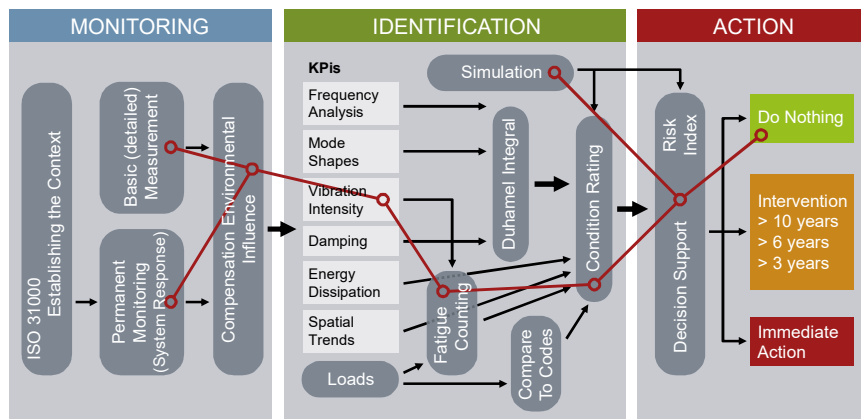 MONITORING
ISO 31000
Establishing the Context
Basic (detailed)
Measurement
Permanent
Monitoring
(System Response)
Compensation Environmental
Influence
IDENTIFICATION
KPis
Frequency
Analysis
Mode
Shapes
Vibration
Intensity
Damping
Energy
Dissipation
Spatial
Trends
Loads
Simulation
Duhamel Integral
Fatigue
Counting
Compare
To Codes
Condition Rating
ACTION
Risk
Index
Decision Support
Do Nothing
Intervention
> 10 years
> 6 years
> 3 years
Immediate
Action